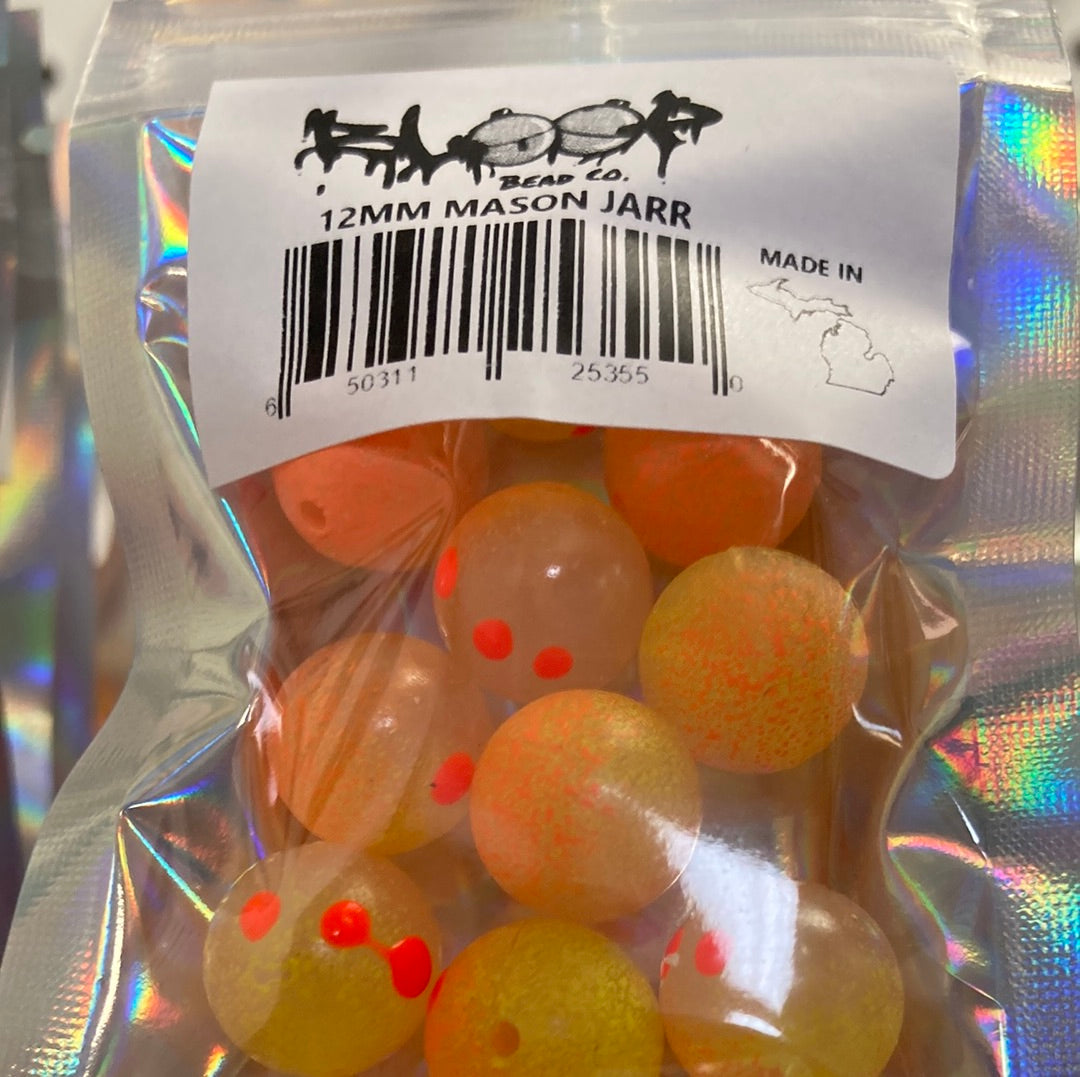 BLOOP
BEAD CO.
12MM MASON JARR
MADE IN
6 50311 25355 0